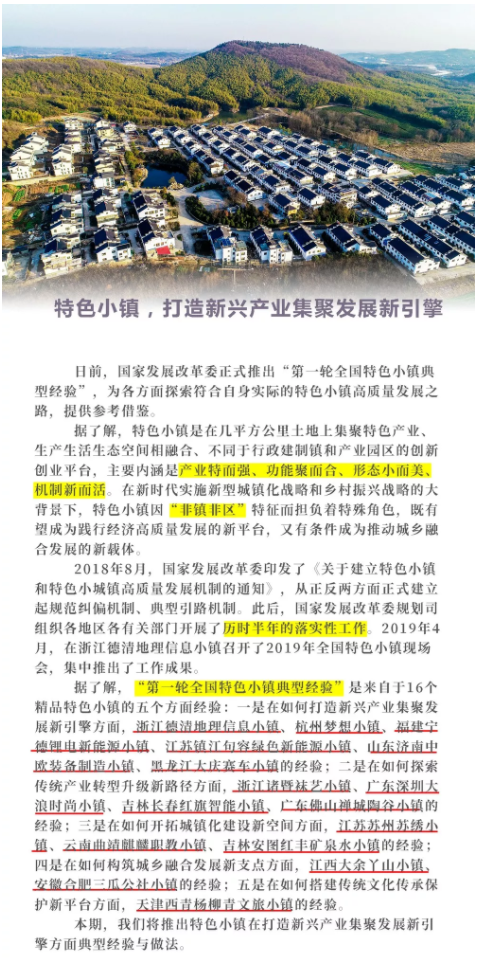 特色小镇，打造新兴产业集聚发展新引擎
日前，国家发展改革委正式推出“第一轮全国特色小镇典
型经验”，为各方面探索符合自身实际的特色小镇高质量发展之
路，提供参考借鉴。
据了解，特色小镇是在几平方公里土地上集聚特色产业、
生产生活生态空间相融合、不同于行政建制镇和产业园区的创新
创业平台，主要内涵是产业特而强、功能聚而合、形态小而美、
机制新而活。在新时代实施新型城镇化战略和乡村振兴战略的大
背景下，特色小镇因“非镇非区”特征而担负着特殊角色，既有
望成为践行经济高质量发展的新平台，又有条件成为推动城乡融
合发展的新载体。
2018年8月，国家发展改革委印发了《关于建立特色小镇
和特色小城镇高质量发展机制的通知》，从正反两方面正式建立
起规范纠偏机制、典型引路机制。此后，国家发展改革委规划司
组织各地区各有关部门开展了历时半年的落实性工作。2019年4
月，在浙江德清地理信息小镇召开了2019年全国特色小镇现场
会，集中推出了工作成果。
据了解，“第一轮全国特色小镇典型经验”是来自于16个
精品特色小镇的五个方面经验：一是在如何打造新兴产业集聚发
展新引擎方面，浙江德清地理信息小镇、杭州梦想小镇、福建宁
德锂电新能源小镇、江苏镇江句容绿色新能源小镇、山东济南中
欧装备制造小镇、黑龙江大庆赛车小镇的经验；二是在如何探索
传统产业转型升级新路径方面，浙江诸暨袜艺小镇、广东深圳大
浪时尚小镇、吉林长春红旗智能小镇、广东佛山禅城陶谷小镇的
经验；三是在如何开拓城镇化建设新空间方面，江苏苏州苏绣小
镇、云南曲靖麒麟职教小镇、吉林安图红丰矿泉水小镇的经验；
四是在如何构筑城乡融合发展新支点方面，江西大余丫山小镇、
安徽合肥三瓜公社小镇的经验；五是在如何搭建传统文化传承保
护新平台方面，天津西青杨柳青文旅小镇的经验。
本期，我们将推出特色小镇在打造新兴产业集聚发展新引
擎方面典型经验与做法。